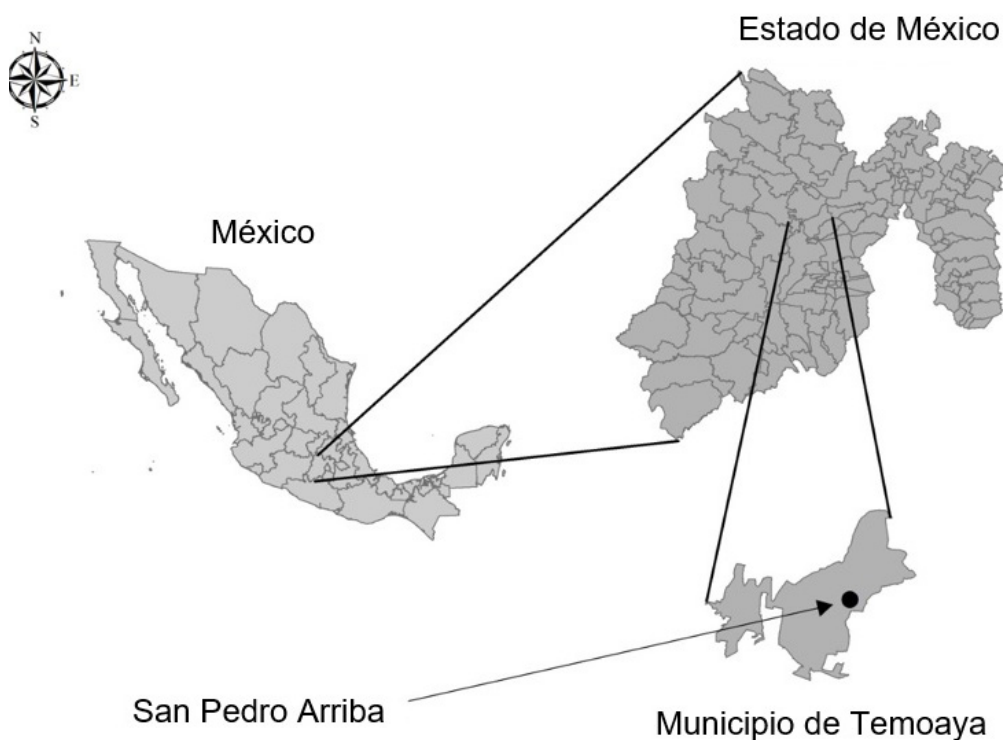 Estado de México
N
E
S
México
San Pedro Arriba
Municipio de Temoaya